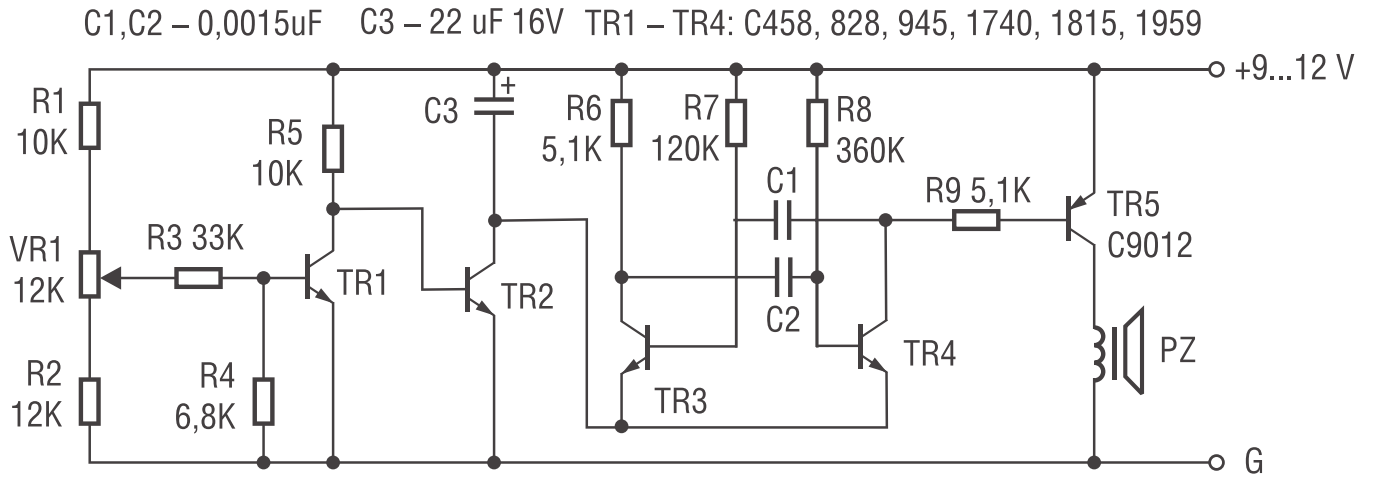 C1,C2 – 0,0015uF C3 – 22 uF 16V TR1 – TR4: C458, 828, 945, 1740, 1815, 1959
+9...12 V
R1
10K
R5
10K
C3
+
R6
5,1K
R7
120K
R8
360K
C1
R9 5,1K
TR5
C9012
VR1
12K
R3 33K
TR1
TR2
C2
TR4
PZ
R2
12K
R4
6,8K
TR3
G